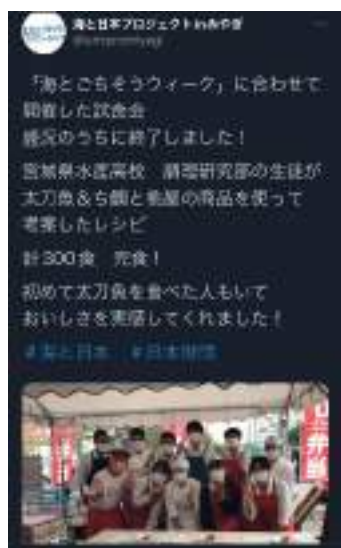 海と日本プロジェクトinみやぎ
「海とごちそうウィーク」に合わせて
開催した試食会
盛況のうちに終了しました！
宮城県水産高校　調理研究部の生徒が
太刀魚＆ち鯛と他屋の商品を使って
考案したレシピ
計300食　完食！
初めて太刀魚を食べた人もいて
おいしさを実感してくれました！
#海と日本　#日本財団